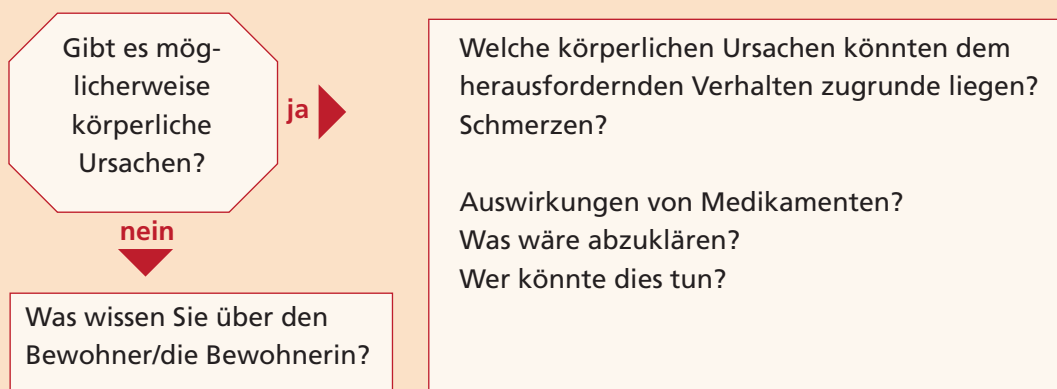 Gibt es mög-
licherweise
körperliche
Ursachen?
ja
Welche körperlichen Ursachen könnten dem
herausfordernden Verhalten zugrunde liegen?
Schmerzen?
Auswirkungen von Medikamenten?
Was wäre abzuklären?
Wer könnte dies tun?
nein
Was wissen Sie über den
Bewohner/die Bewohnerin?